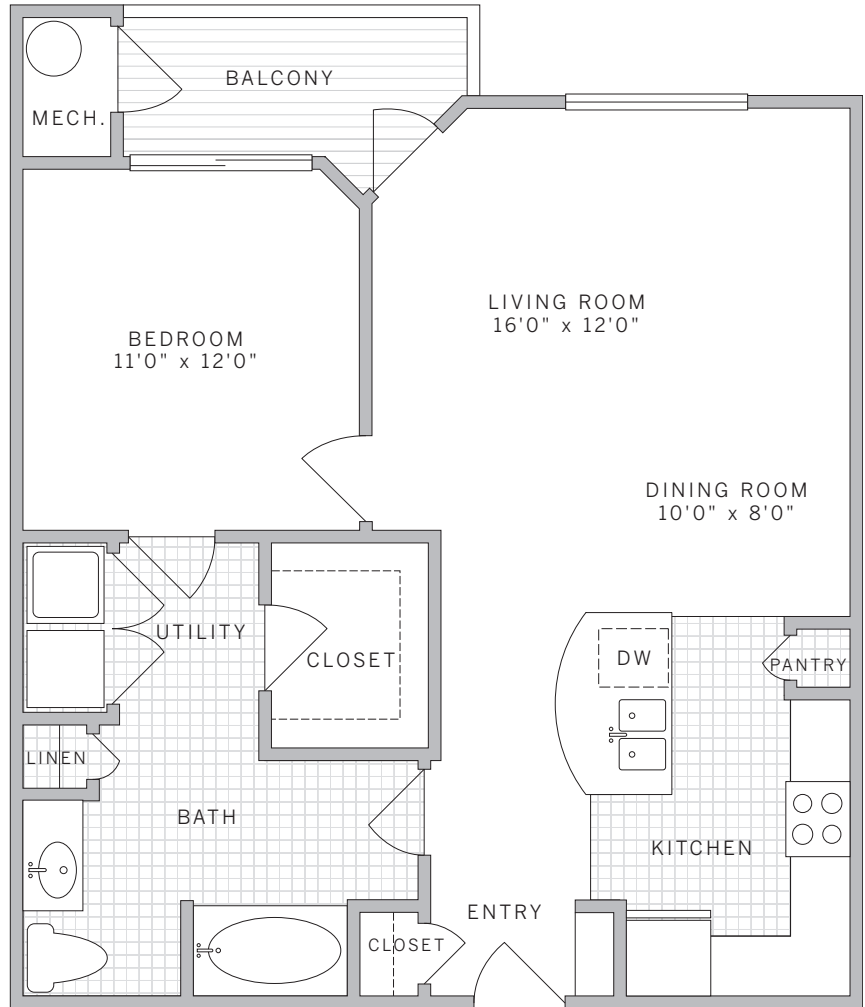 BALCONY
MECH.
LIVING ROOM
16'0" x 12'0"
BEDROOM
11'0" x 12'0"
DINING ROOM
10'0" x 8'0"
UTILITY
CLOSET
DW
PANTRY
LINEN
BATH
KITCHEN
ENTRY
CLOSET